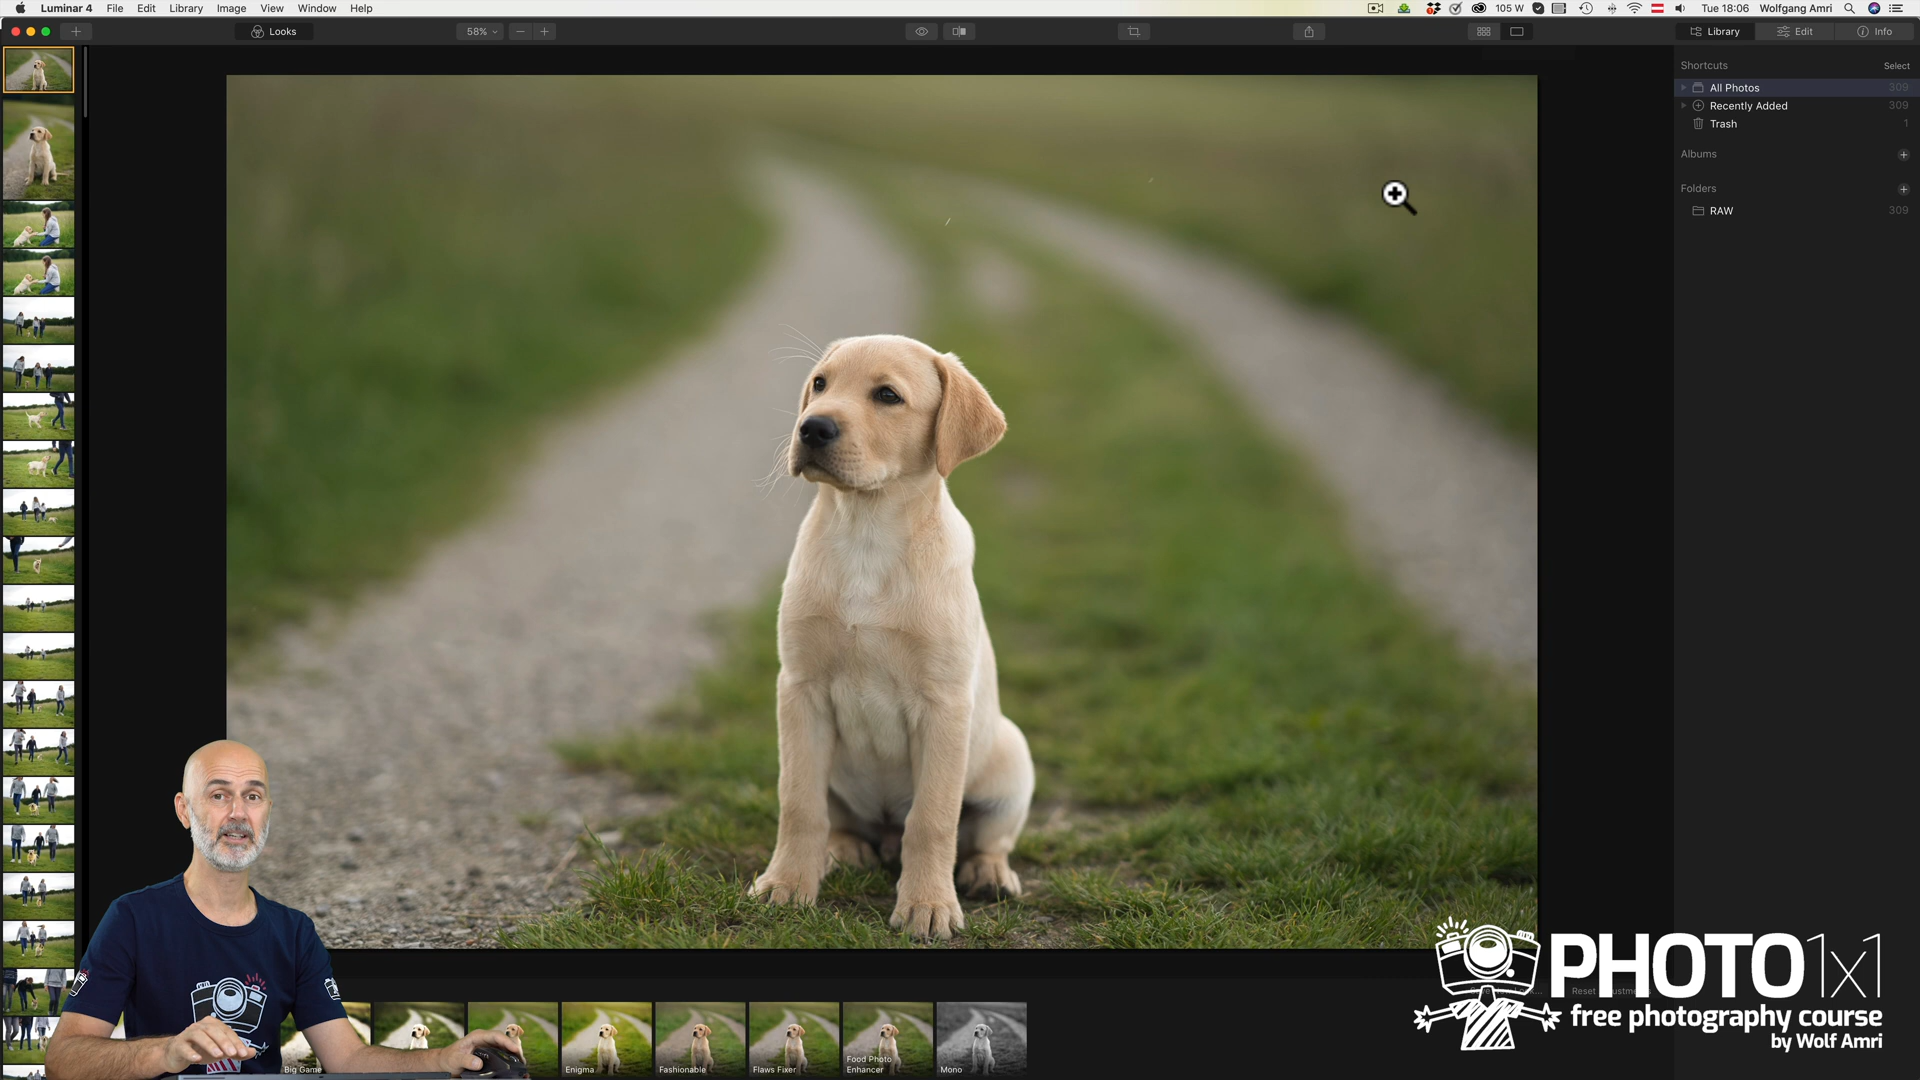 Luminar 4 File Edit Library Image View Window Help
105 W Tue 18:06 Wolfgang Amri
Looks 58% Library Edit Info
Shortcuts Select
All Photos 309
Recently Added 309
Trash 1
Albums
Folders
RAW 309
PHOTO1x1
free photography course
by Wolf Amri
Big Game Enigma Fashionable Flaws Fixer Food Photo Enhancer Mono